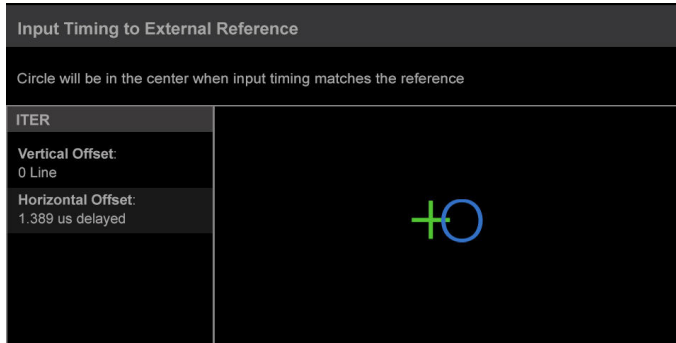 Input Timing to External Reference
Circle will be in the center when input timing matches the reference
ITER
Vertical Offset:
0 Line
Horizontal Offset:
1.389 us delayed